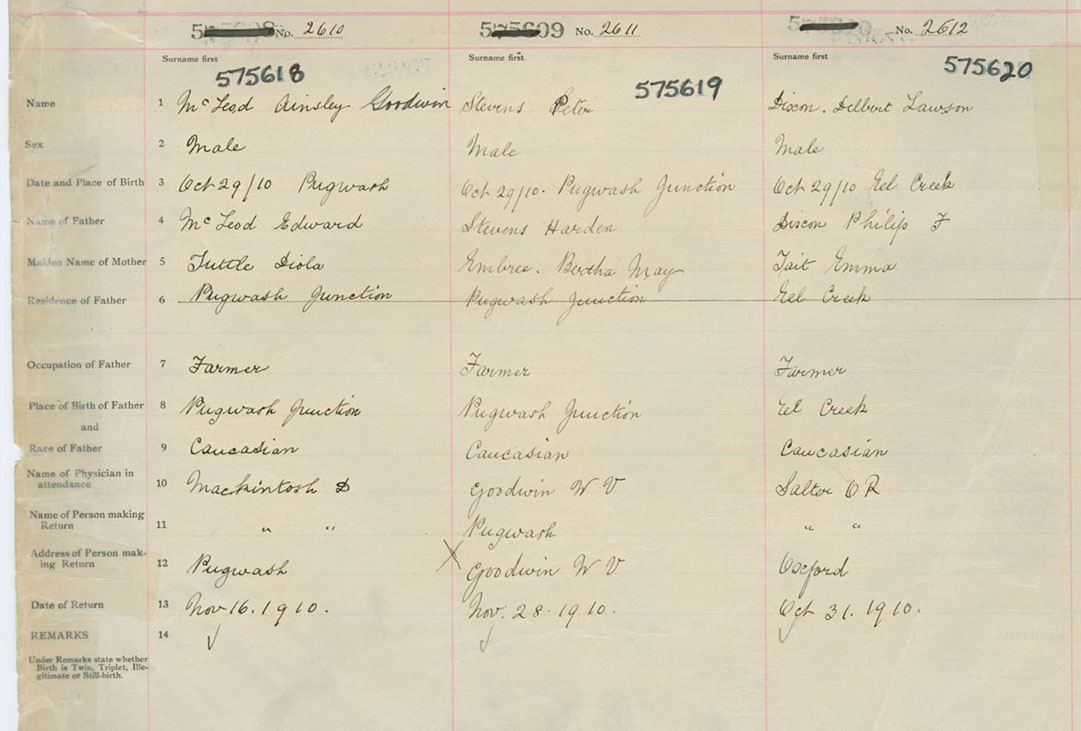 No. 2610 5 09 No. 2611 No. 2612
Surname first Surname first Surname first
575618 575619 575620
Name 1 McLeod Ainsley Goodwin Stevens Peter Dixon. Delbert Lawson
Sex 2 Male Male Male
Date and Place of Birth 3 Oct 29/10 Pugwash Oct 29/10. Pugwash Junction Oct 29/10 Eel Creek
Name of Father 4 McLeod Edward Stevens Harden Dixon Philip F
Maiden Name of Mother 5 Tuttle Diola Embree. Bertha May Tait Emma
Residence of Father 6 Pugwash Junction Pugwash Junction Eel Creek
Occupation of Father 7 Farmer Farmer Farmer
Place of Birth of Father 8 Pugwash Junction Pugwash Junction Eel Creek
and
Race of Father 9 Caucasian Caucasian Caucasian
Name of Physician in
attendance 10 Mackintosh D Goodwin W V Salter O R
Name of Person making
Return 11 " " Pugwash " "
Address of Person mak-
ing Return 12 Pugwash X Goodwin W V Oxford
Date of Return 13 Nov 16. 1910. Nov. 28. 1910. Oct 31. 1910.
REMARKS 14 ✓ ✓ ✓
Under Remarks state whether
Birth is Twin, Triplet, Ille-
gitimate or Still-birth.